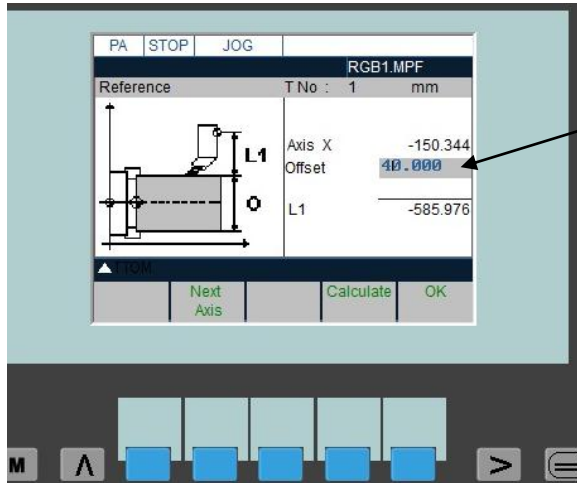 PA STOP JOG
RGB1.MPF
Reference T No : 1 mm
Axis X -150.344
Offset 40.000
L1
O
L1 -585.976
Next Axis Calculate OK
M Λ >